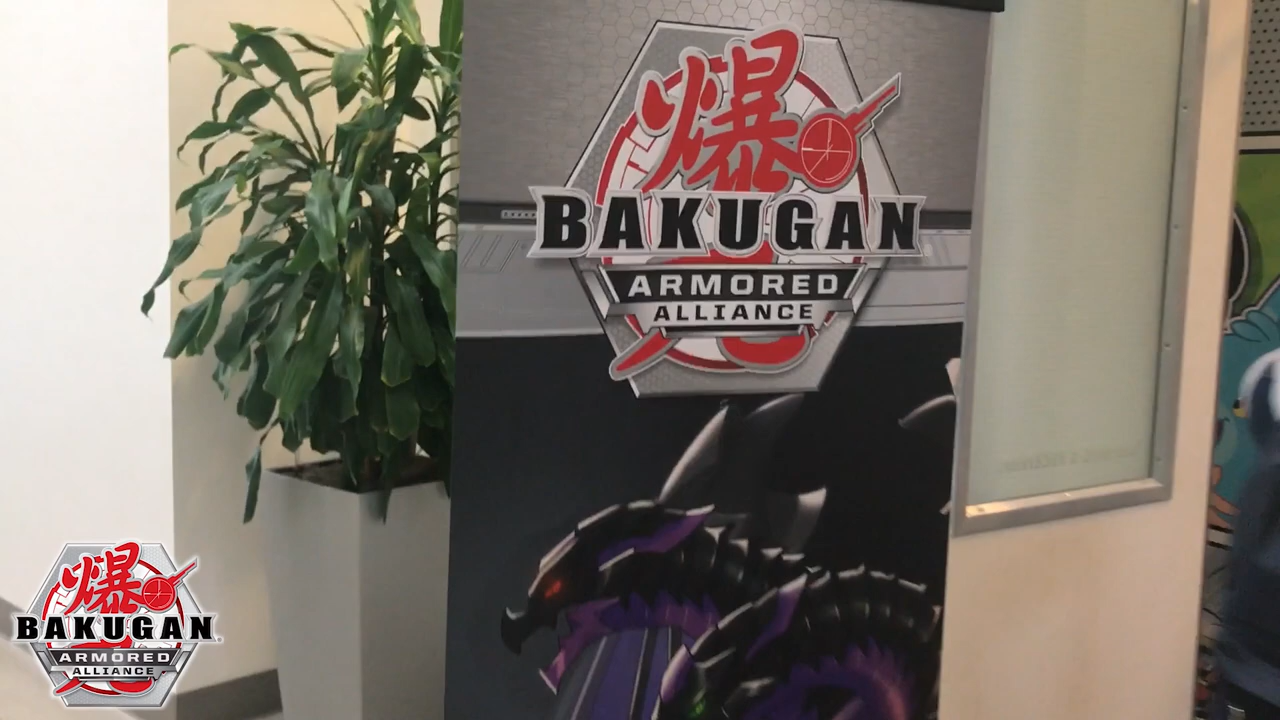 爆
BAKUGAN
ARMORED
ALLIANCE
爆
BAKUGAN
ARMORED
ALLIANCE